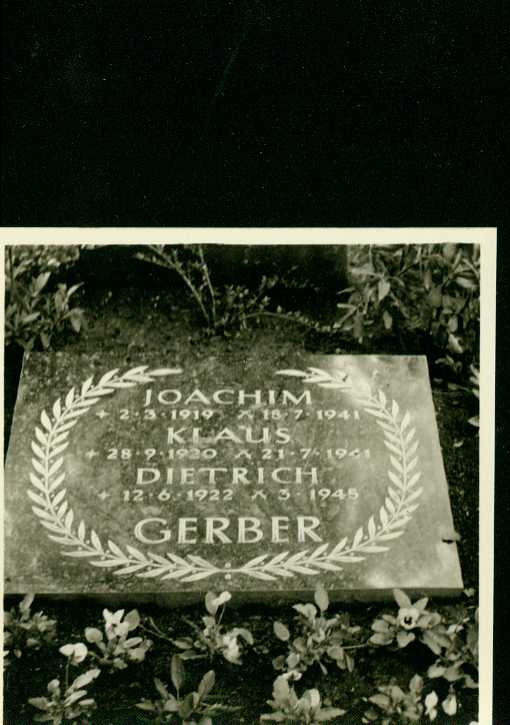 JOACHIM
+ 2·3·1919 ⚔ 18·7·1941
KLAUS
+ 28·9·1920 ⚔ 21·7·1941
DIETRICH
+ 12·6·1922 ⚔ 3·1945
GERBER